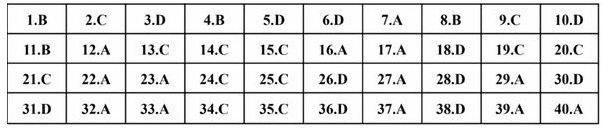 1.B 2.C 3.D 4.B 5.D 6.D 7.A 8.B 9.C 10.D
11.B 12.A 13.C 14.C 15.C 16.A 17.A 18.D 19.C 20.C
21.C 22.A 23.A 24.C 25.C 26.D 27.A 28.D 29.A 30.D
31.D 32.A 33.A 34.C 35.C 36.D 37.A 38.D 39.A 40.A